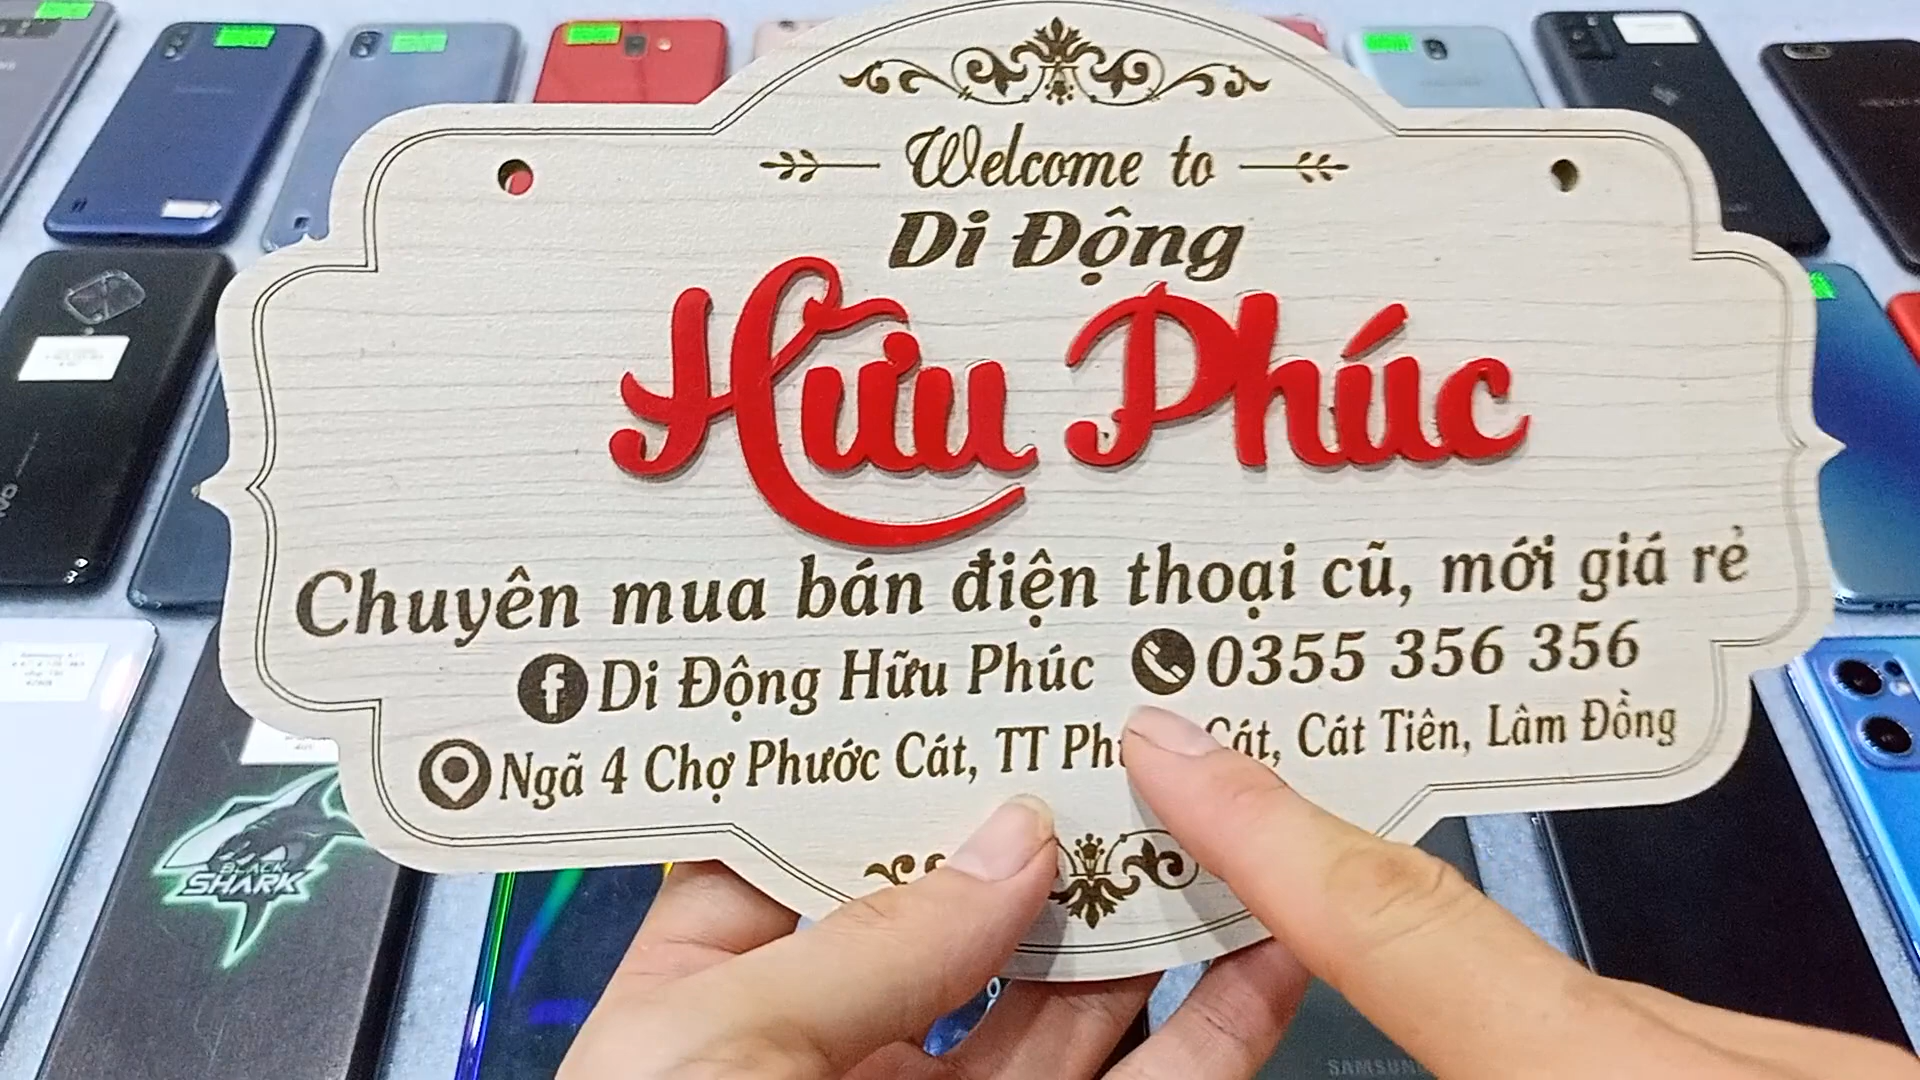 Welcome to
Di Động
Hữu Phúc
Chuyên mua bán điện thoại cũ, mới giá rẻ
Di Động Hữu Phúc 0355 356 356
Ngã 4 Chợ Phước Cát, TT Cát, Cát Tiên, Lâm Đồng
BLACK
SHARK
SAMSUNG